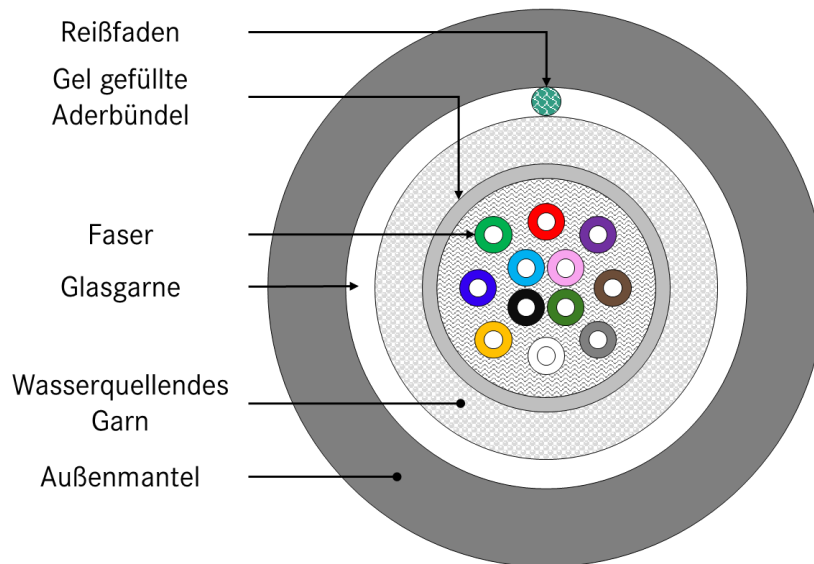 Reißfaden
Gel gefüllte
Aderbündel
Faser
Glasgarne
Wasserquellendes
Garn
Außenmantel